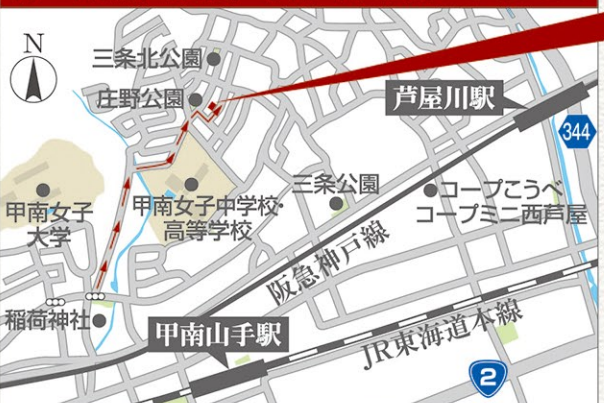 N
三条北公園
庄野公園
芦屋川駅
344
甲南女子
大学
甲南女子中学校・
高等学校
三条公園
コープこうべ
コープミニ西芦屋
阪急神戸線
稲荷神社
甲南山手駅
JR東海道本線
2